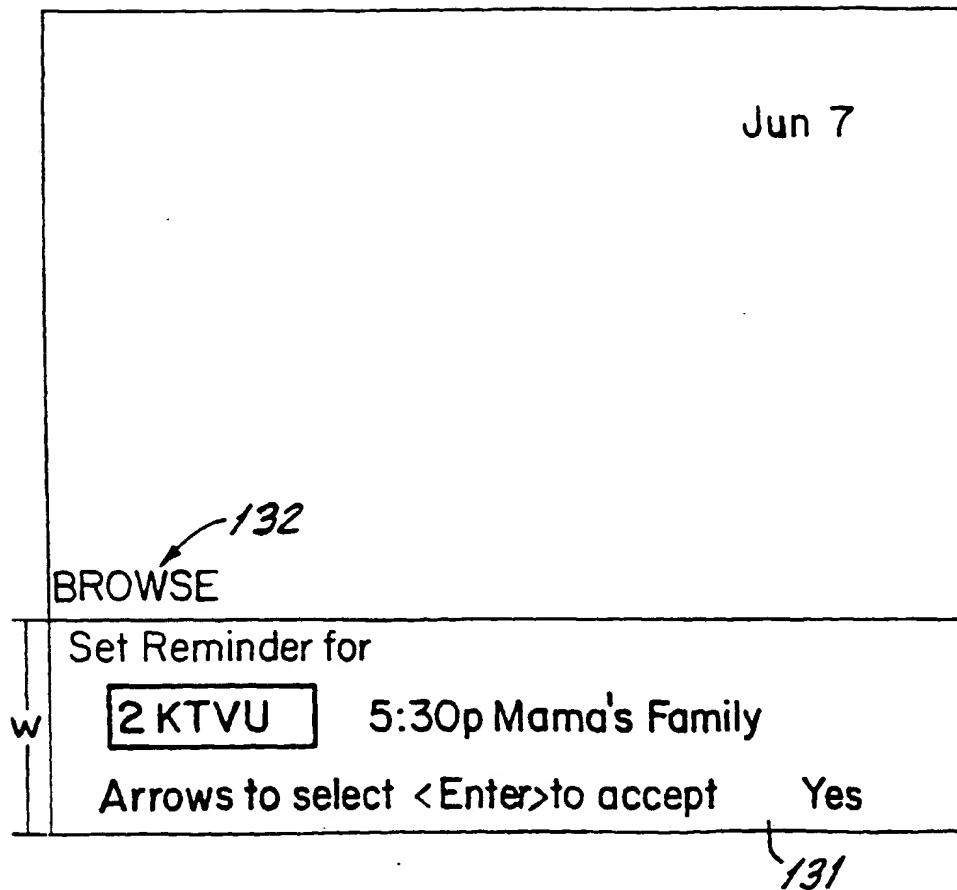 Jun 7
132
BROWSE
Set Reminder for
W
2 KTVU 5:30p Mama's Family
Arrows to select <Enter>to accept Yes
131